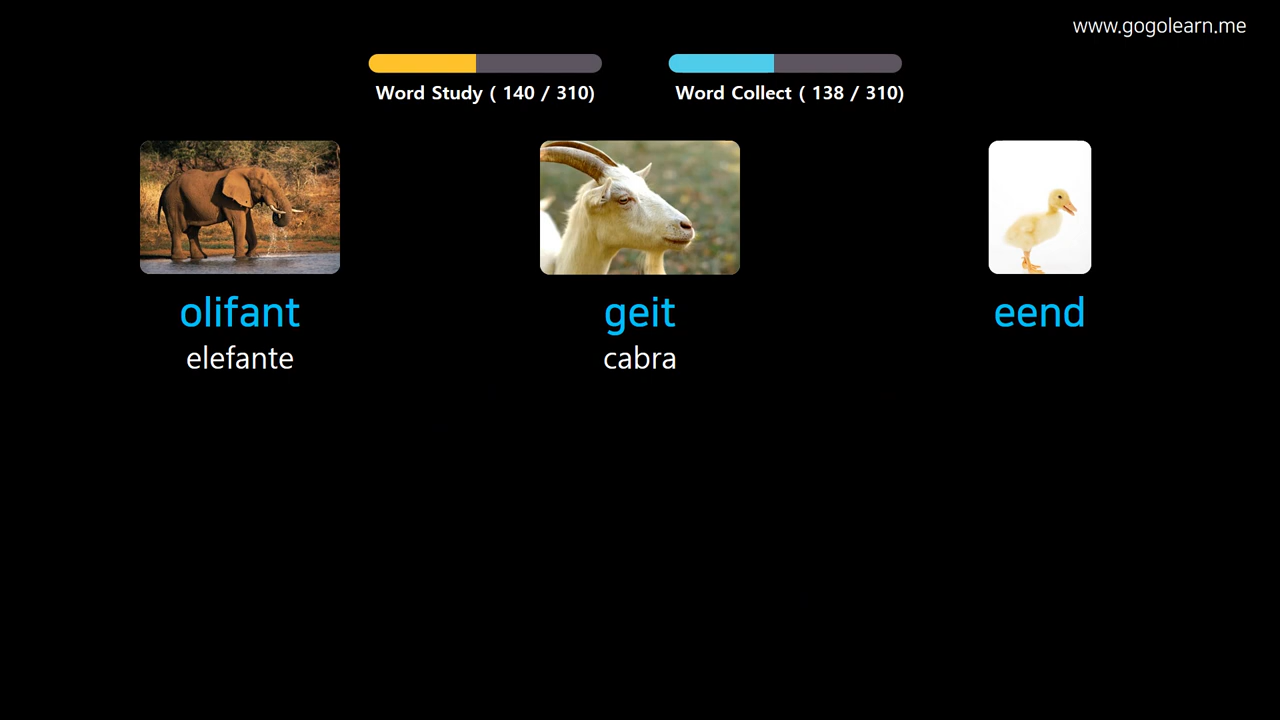 www.gogolearn.me
Word Study ( 140 / 310)
Word Collect ( 138 / 310)
olifant
geit
eend
elefante
cabra